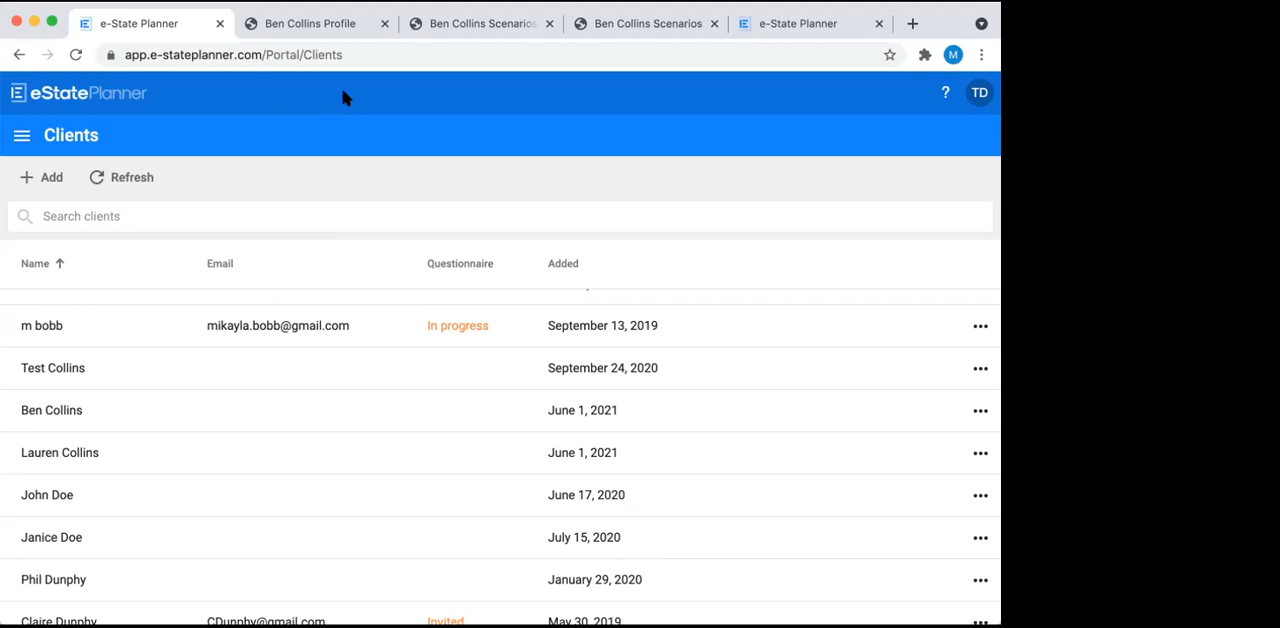 e-State Planner
Ben Collins Profile
Ben Collins Scenarios
Ben Collins Scenarios
e-State Planner
app.e-stateplanner.com/Portal/Clients
M
eStatePlanner
?
TD
Clients
Add
Refresh
Search clients
Name Email Questionnaire Added
m bobb mikayla.bobb@gmail.com In progress September 13, 2019
Test Collins September 24, 2020
Ben Collins June 1, 2021
Lauren Collins June 1, 2021
John Doe June 17, 2020
Janice Doe July 15, 2020
Phil Dunphy January 29, 2020
Claire Dunphy CDunphy@gmail.com Invited May 30, 2019